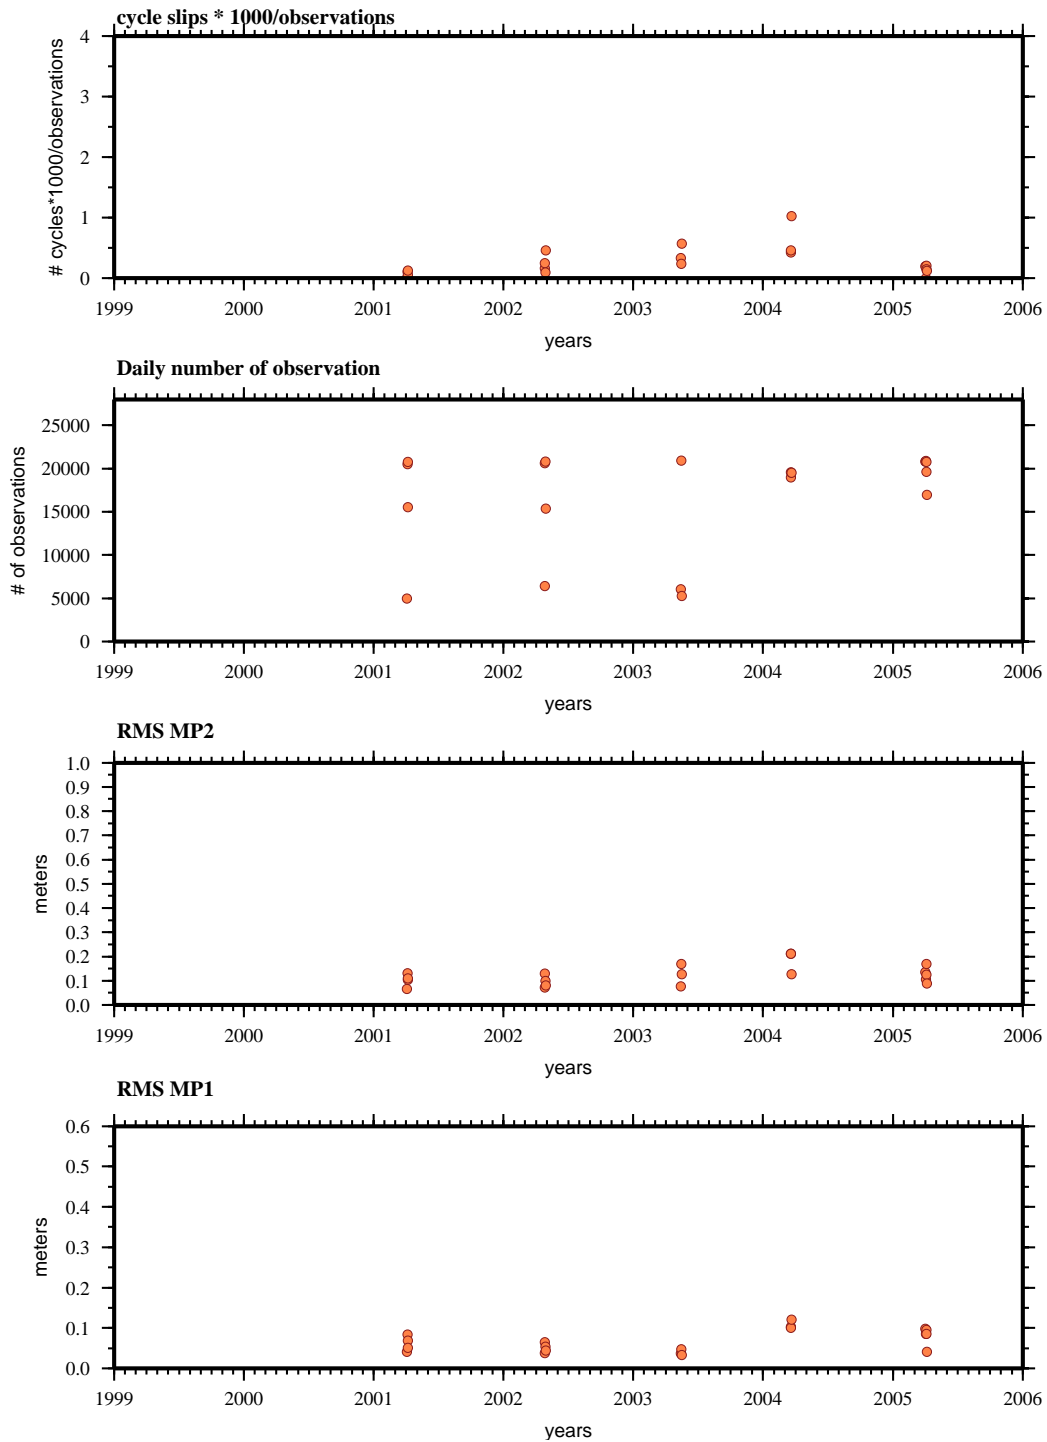 cycle slips * 1000/observations
# cycles*1000/observations
4
3
2
1
0
1999 2000 2001 2002 2003 2004 2005 2006
years
Daily number of observation
# of observations
25000
20000
15000
10000
5000
0
1999 2000 2001 2002 2003 2004 2005 2006
years
RMS MP2
meters
1.0
0.9
0.8
0.7
0.6
0.5
0.4
0.3
0.2
0.1
0.0
1999 2000 2001 2002 2003 2004 2005 2006
years
RMS MP1
meters
0.6
0.5
0.4
0.3
0.2
0.1
0.0
1999 2000 2001 2002 2003 2004 2005 2006
years